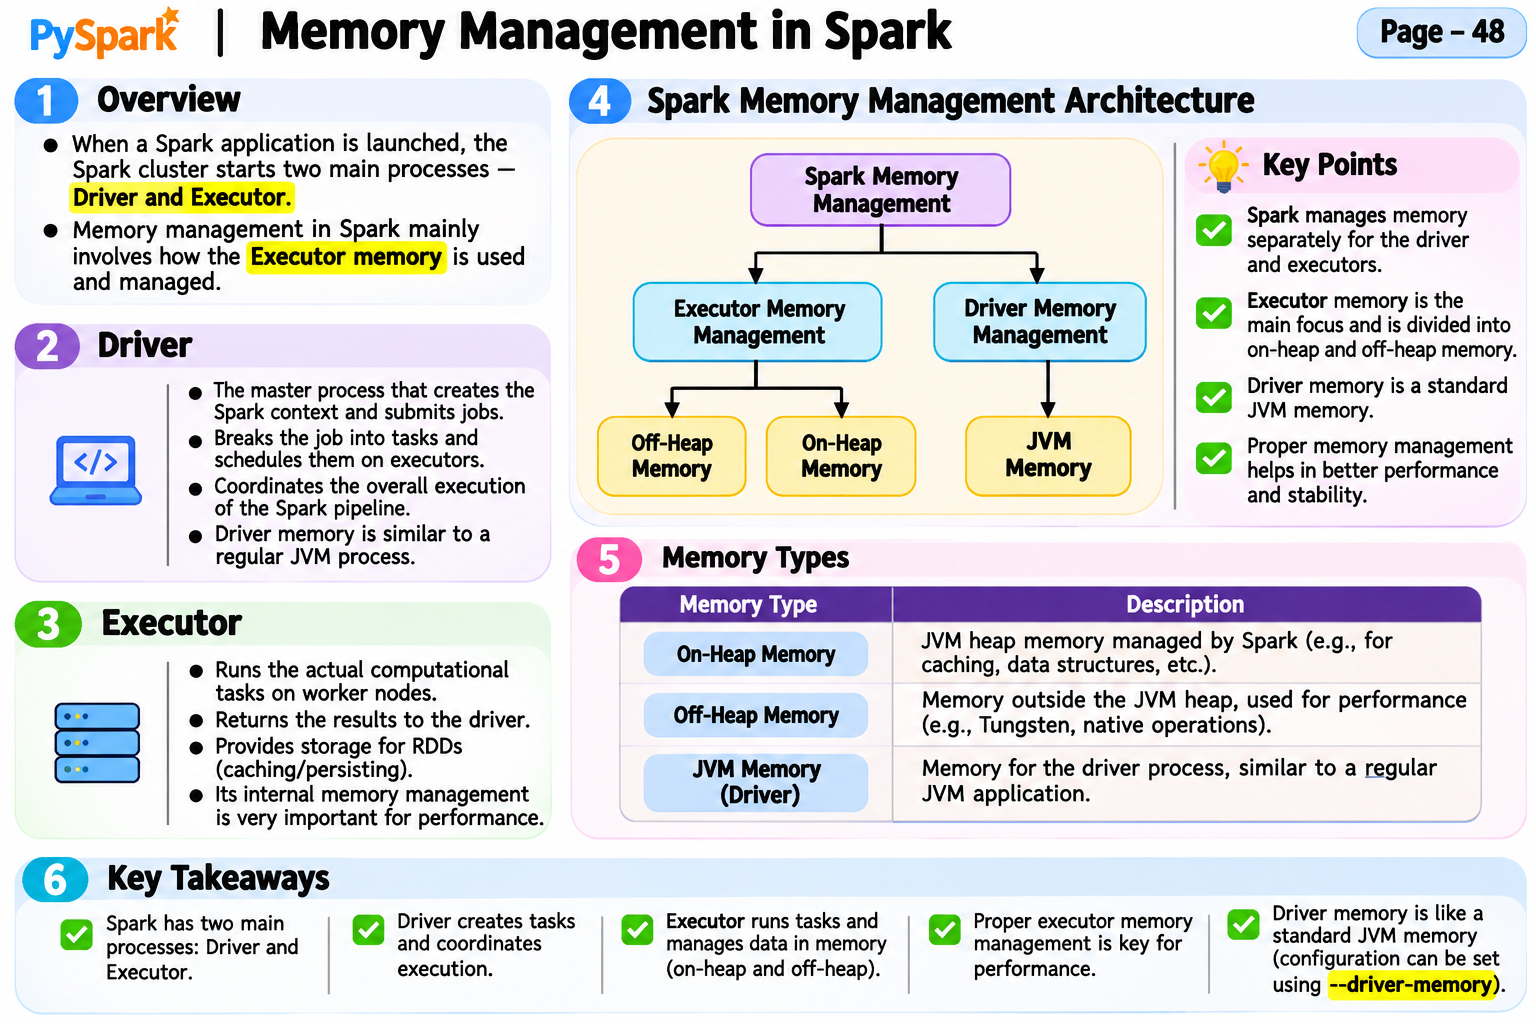 PySpark | Memory Management in Spark
Page – 48
1 Overview
● When a Spark application is launched, the
Spark cluster starts two main processes —
Driver and Executor.
● Memory management in Spark mainly
involves how the Executor memory is used
and managed.
2 Driver
</>
● The master process that creates the
Spark context and submits jobs.
● Breaks the job into tasks and
schedules them on executors.
● Coordinates the overall execution
of the Spark pipeline.
● Driver memory is similar to a
regular JVM process.
3 Executor
● Runs the actual computational
tasks on worker nodes.
● Returns the results to the driver.
● Provides storage for RDDs
(caching/persisting).
● Its internal memory management
is very important for performance.
4 Spark Memory Management Architecture
Spark Memory
Management
Executor Memory
Management
Driver Memory
Management
Off-Heap
Memory
On-Heap
Memory
JVM
Memory
Key Points
Spark manages memory
separately for the driver
and executors.
Executor memory is the
main focus and is divided into
on-heap and off-heap memory.
Driver memory is a standard
JVM memory.
Proper memory management
helps in better performance
and stability.
5 Memory Types
Memory Type
Description
On-Heap Memory
JVM heap memory managed by Spark (e.g., for
caching, data structures, etc.).
Off-Heap Memory
Memory outside the JVM heap, used for performance
(e.g., Tungsten, native operations).
JVM Memory
(Driver)
Memory for the driver process, similar to a regular
JVM application.
6 Key Takeaways
Spark has two main
processes: Driver and
Executor.
Driver creates tasks
and coordinates
execution.
Executor runs tasks and
manages data in memory
(on-heap and off-heap).
Proper executor memory
management is key for
performance.
Driver memory is like a
standard JVM memory
(configuration can be set
using --driver-memory).